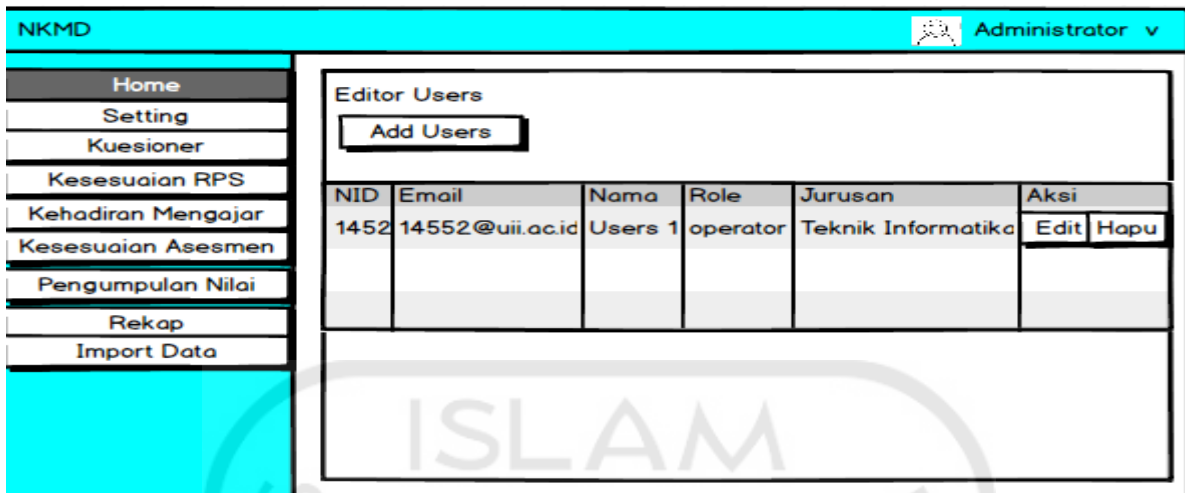 NKMD
Administrator v
Home
Setting
Kuesioner
Kesesuaian RPS
Kehadiran Mengajar
Kesesuaian Asesmen
Pengumpulan Nilai
Rekap
Import Data
Editor Users
Add Users
NID Email Nama Role Jurusan Aksi
1452 14552@uii.ac.id Users 1 operator Teknik Informatika Edit Hapu
ISLAM